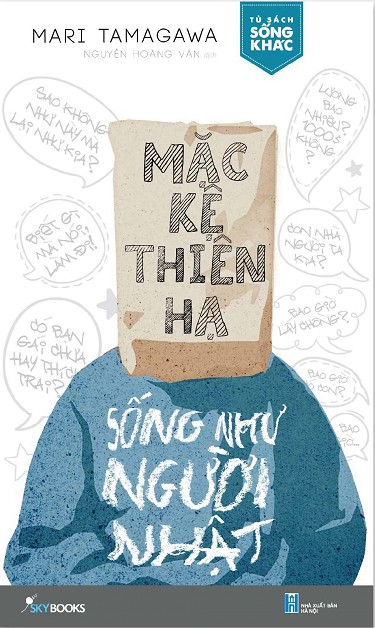 MARI TAMAGAWA
NGUYỄN HOÀNG VÂN dịch
TỦ SÁCH
SỐNG
KHÁC
SAO KHÔNG
NHƯ NÀY MÀ
LẠI NHƯ KIA?
LƯƠNG
BAO
NHIÊU?
1000$
KHÔNG
?
BIẾT GÌ
MÀ NÓI,
LÀM ĐI!
CON NHÀ
NGƯỜI TA
KÌA?
CÓ BẠN
GÁI CHƯA
HAY THÍCH
TRAI?
BAO GIỜ
LẤY CHỒNG?
BAO GIỜ
CÓ CON?
BAO
GIỜ...
MẶC
KỆ
THIÊN
HẠ
SỐNG NHƯ
NGƯỜI
NHẬT
SKYBOOKS
NHÀ XUẤT BẢN
HÀ NỘI